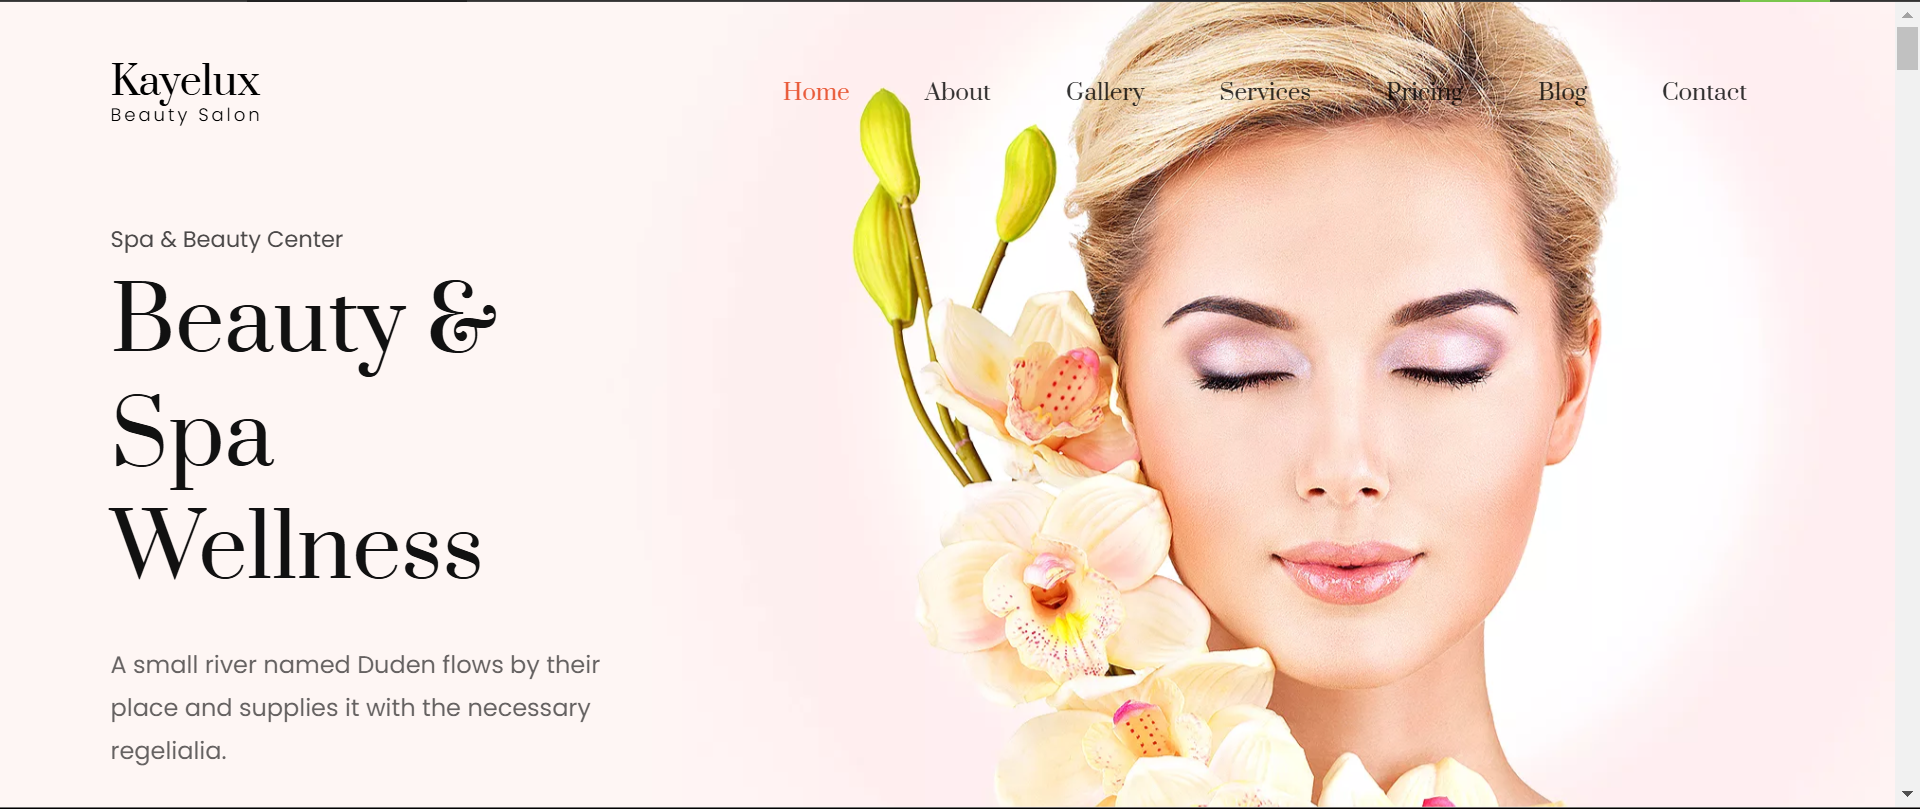 Kayelux
Beauty Salon
Home About Gallery Services Pricing Blog Contact
Spa & Beauty Center
Beauty &
Spa
Wellness
A small river named Duden flows by their
place and supplies it with the necessary
regelialia.